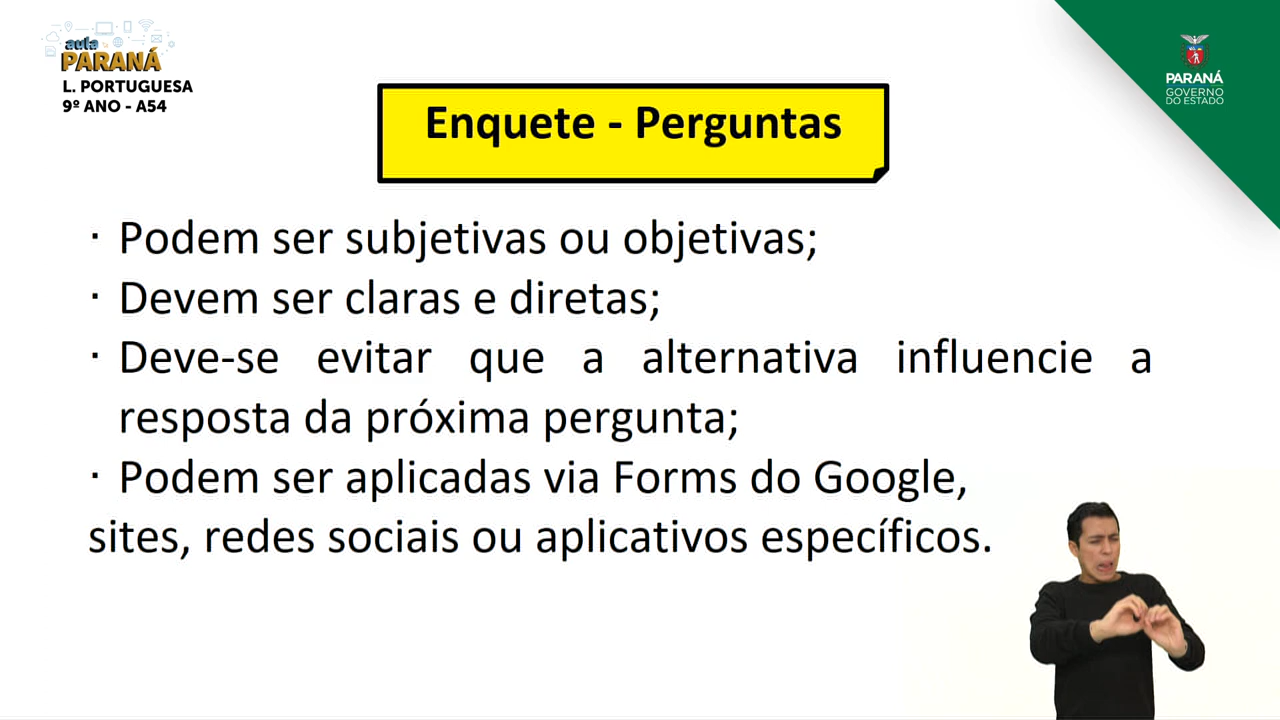 aula
PARANÁ
L. PORTUGUESA
9º ANO - A54
PARANÁ
GOVERNO
DO ESTADO
Enquete - Perguntas
· Podem ser subjetivas ou objetivas;
· Devem ser claras e diretas;
· Deve-se evitar que a alternativa influencie a
resposta da próxima pergunta;
· Podem ser aplicadas via Forms do Google,
sites, redes sociais ou aplicativos específicos.